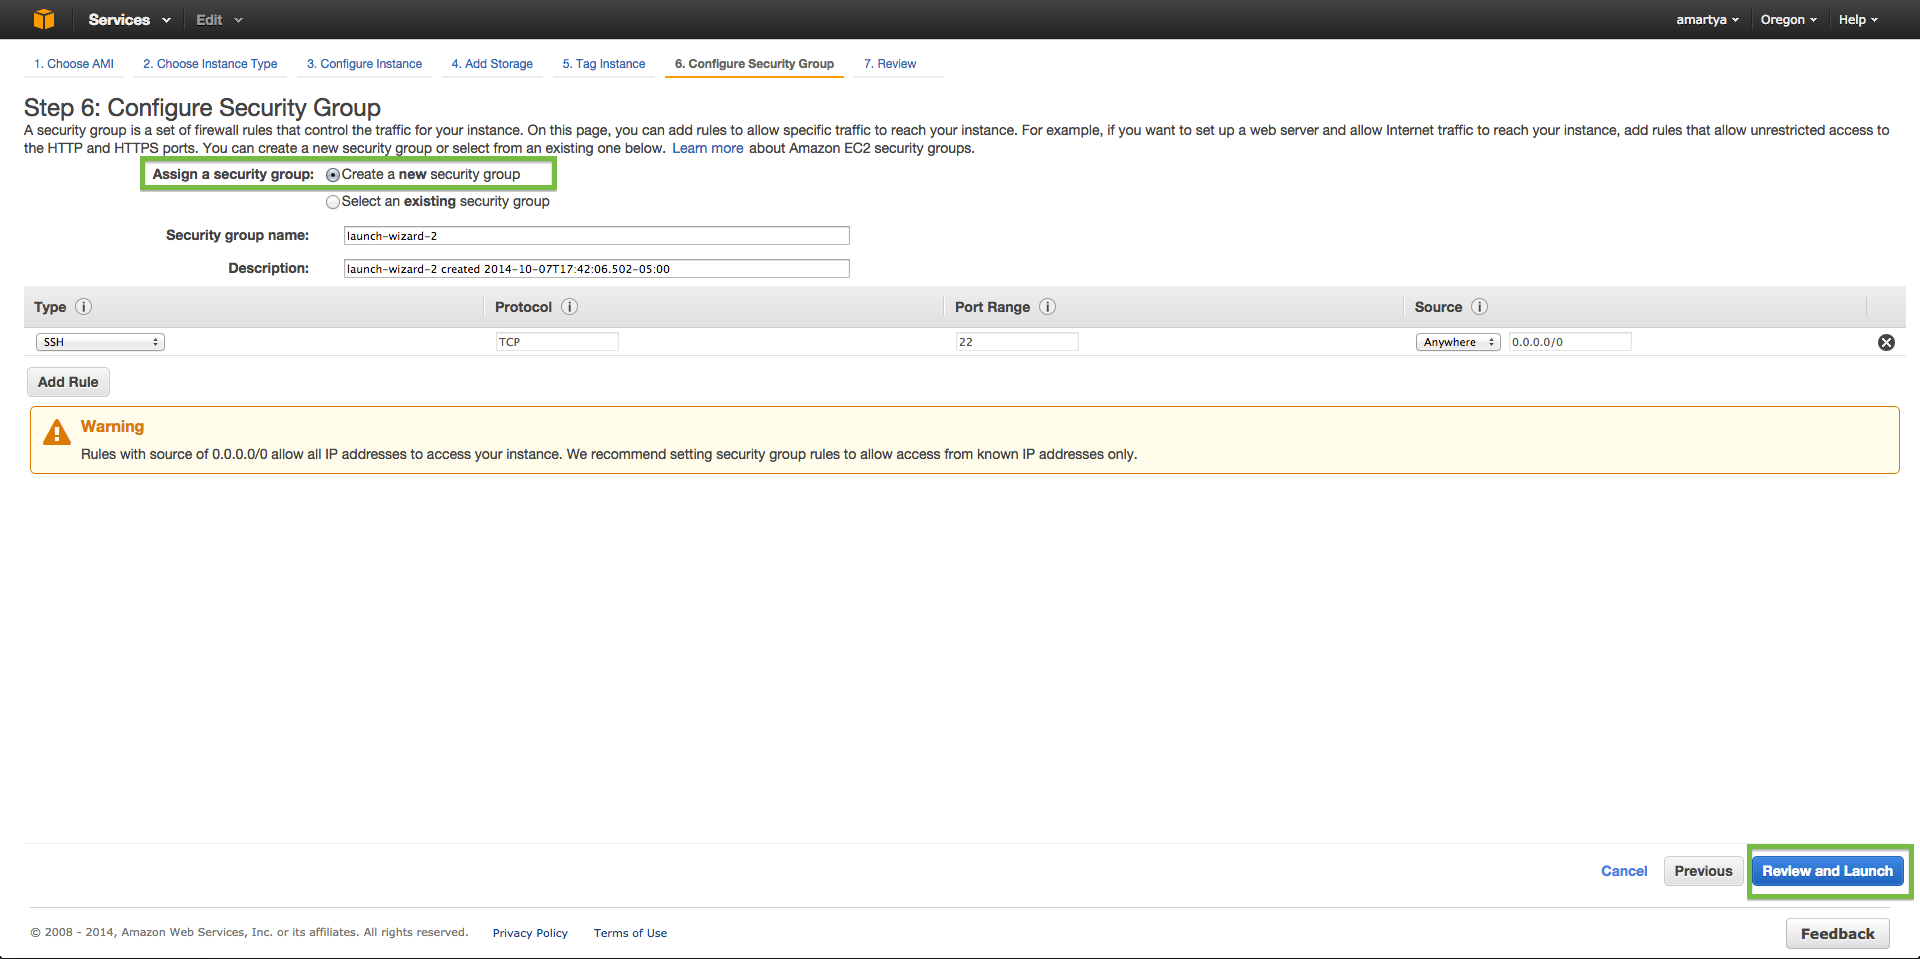 Services Edit amartya Oregon Help
1. Choose AMI 2. Choose Instance Type 3. Configure Instance 4. Add Storage 5. Tag Instance 6. Configure Security Group 7. Review
Step 6: Configure Security Group
A security group is a set of firewall rules that control the traffic for your instance. On this page, you can add rules to allow specific traffic to reach your instance. For example, if you want to set up a web server and allow Internet traffic to reach your instance, add rules that allow unrestricted access to
the HTTP and HTTPS ports. You can create a new security group or select from an existing one below. Learn more about Amazon EC2 security groups.
Assign a security group: Create a new security group
Select an existing security group
Security group name: launch-wizard-2
Description: launch-wizard-2 created 2014-10-07T17:42:06.502-05:00
Type i Protocol i Port Range i Source i
SSH TCP 22 Anywhere 0.0.0.0/0
Add Rule
Warning
Rules with source of 0.0.0.0/0 allow all IP addresses to access your instance. We recommend setting security group rules to allow access from known IP addresses only.
Cancel Previous Review and Launch
© 2008 - 2014, Amazon Web Services, Inc. or its affiliates. All rights reserved. Privacy Policy Terms of Use Feedback